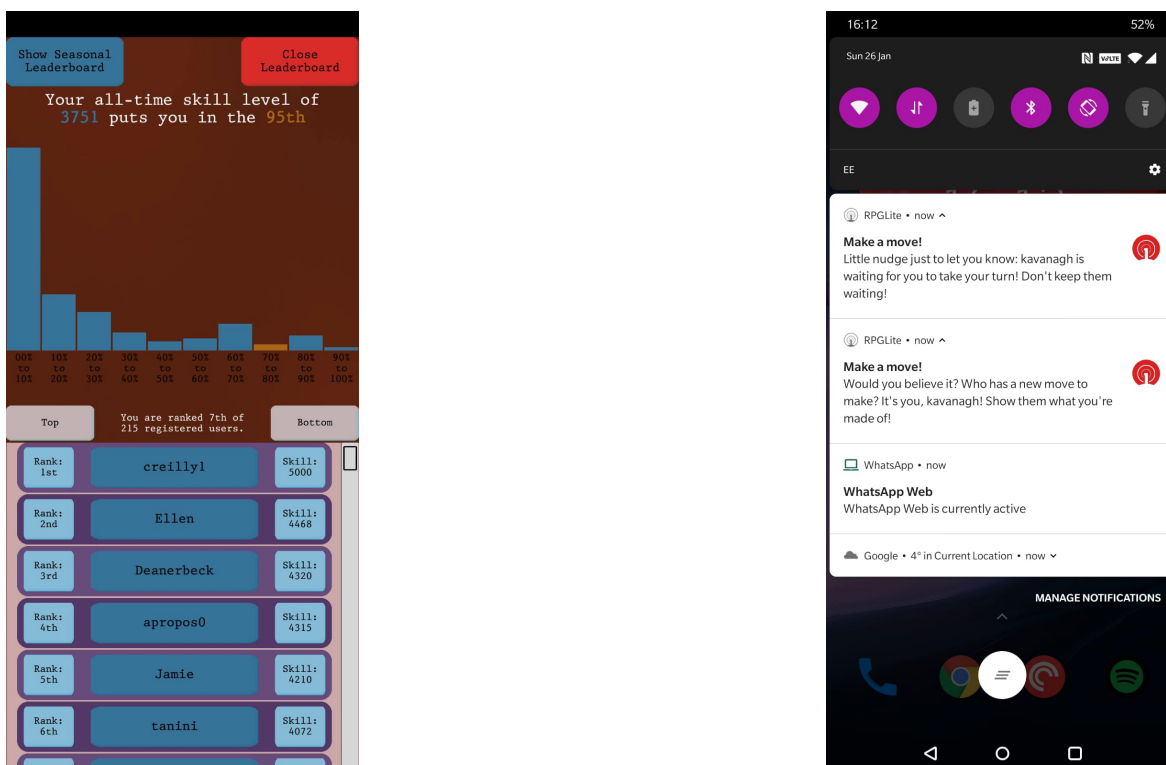 Show Seasonal
Leaderboard
Close
Leaderboard
Your all-time skill level of
3751 puts you in the 95th
00%
to
10%
10%
to
20%
20%
to
30%
30%
to
40%
40%
to
50%
50%
to
60%
60%
to
70%
70%
to
80%
80%
to
90%
90%
to
100%
Top
You are ranked 7th of
215 registered users.
Bottom
Rank:
1st
creilly1
Skill:
5000
Rank:
2nd
Ellen
Skill:
4468
Rank:
3rd
Deanerbeck
Skill:
4320
Rank:
4th
apropos0
Skill:
4315
Rank:
5th
Jamie
Skill:
4210
Rank:
6th
tanini
Skill:
4072
16:12
52%
Sun 26 Jan
VoLTE
EE
RPGLite • now
Make a move!
Little nudge just to let you know: kavanagh is
waiting for you to take your turn! Don't keep them
waiting!
RPGLite • now
Make a move!
Would you believe it? Who has a new move to
make? It's you, kavanagh! Show them what you're
made of!
WhatsApp • now
WhatsApp Web
WhatsApp Web is currently active
Google • 4° in Current Location • now
MANAGE NOTIFICATIONS